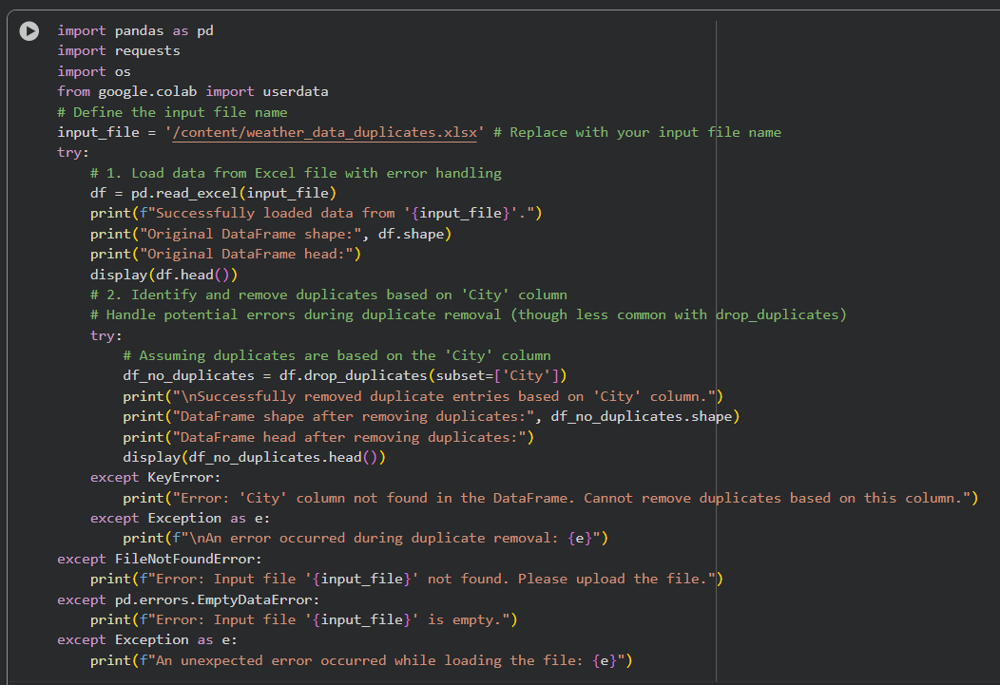 import pandas as pd
import requests
import os
from google.colab import userdata
# Define the input file name
input_file = '/content/weather_data_duplicates.xlsx' # Replace with your input file name
try:
    # 1. Load data from Excel file with error handling
    df = pd.read_excel(input_file)
    print(f"Successfully loaded data from '{input_file}'.")
    print("Original DataFrame shape:", df.shape)
    print("Original DataFrame head:")
    display(df.head())
    # 2. Identify and remove duplicates based on 'City' column
    # Handle potential errors during duplicate removal (though less common with drop_duplicates)
    try:
        # Assuming duplicates are based on the 'City' column
        df_no_duplicates = df.drop_duplicates(subset=['City'])
        print("\nSuccessfully removed duplicate entries based on 'City' column.")
        print("DataFrame shape after removing duplicates:", df_no_duplicates.shape)
        print("DataFrame head after removing duplicates:")
        display(df_no_duplicates.head())
    except KeyError:
        print("Error: 'City' column not found in the DataFrame. Cannot remove duplicates based on this column.")
    except Exception as e:
        print(f"\nAn error occurred during duplicate removal: {e}")
except FileNotFoundError:
    print(f"Error: Input file '{input_file}' not found. Please upload the file.")
except pd.errors.EmptyDataError:
    print(f"Error: Input file '{input_file}' is empty.")
except Exception as e:
    print(f"An unexpected error occurred while loading the file: {e}")